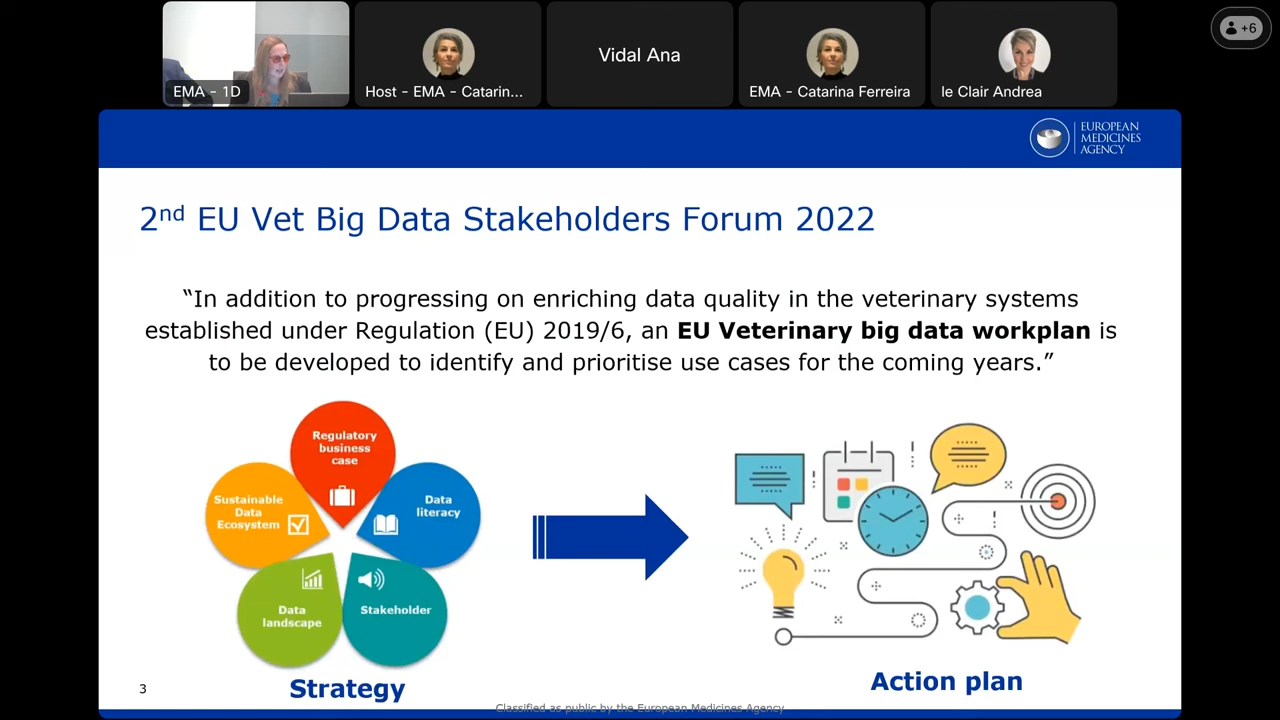 EMA - 1D
Host - EMA - Catarin...
Vidal Ana
EMA - Catarina Ferreira
le Clair Andrea
+6
EUROPEAN
MEDICINES
AGENCY
2nd EU Vet Big Data Stakeholders Forum 2022
“In addition to progressing on enriching data quality in the veterinary systems
established under Regulation (EU) 2019/6, an EU Veterinary big data workplan is
to be developed to identify and prioritise use cases for the coming years.”
Regulatory
business
case
Sustainable
Data
Ecosystem
Data
literacy
Data
landscape
Stakeholder
Strategy
Action plan
3
Classified as public by the European Medicines Agency